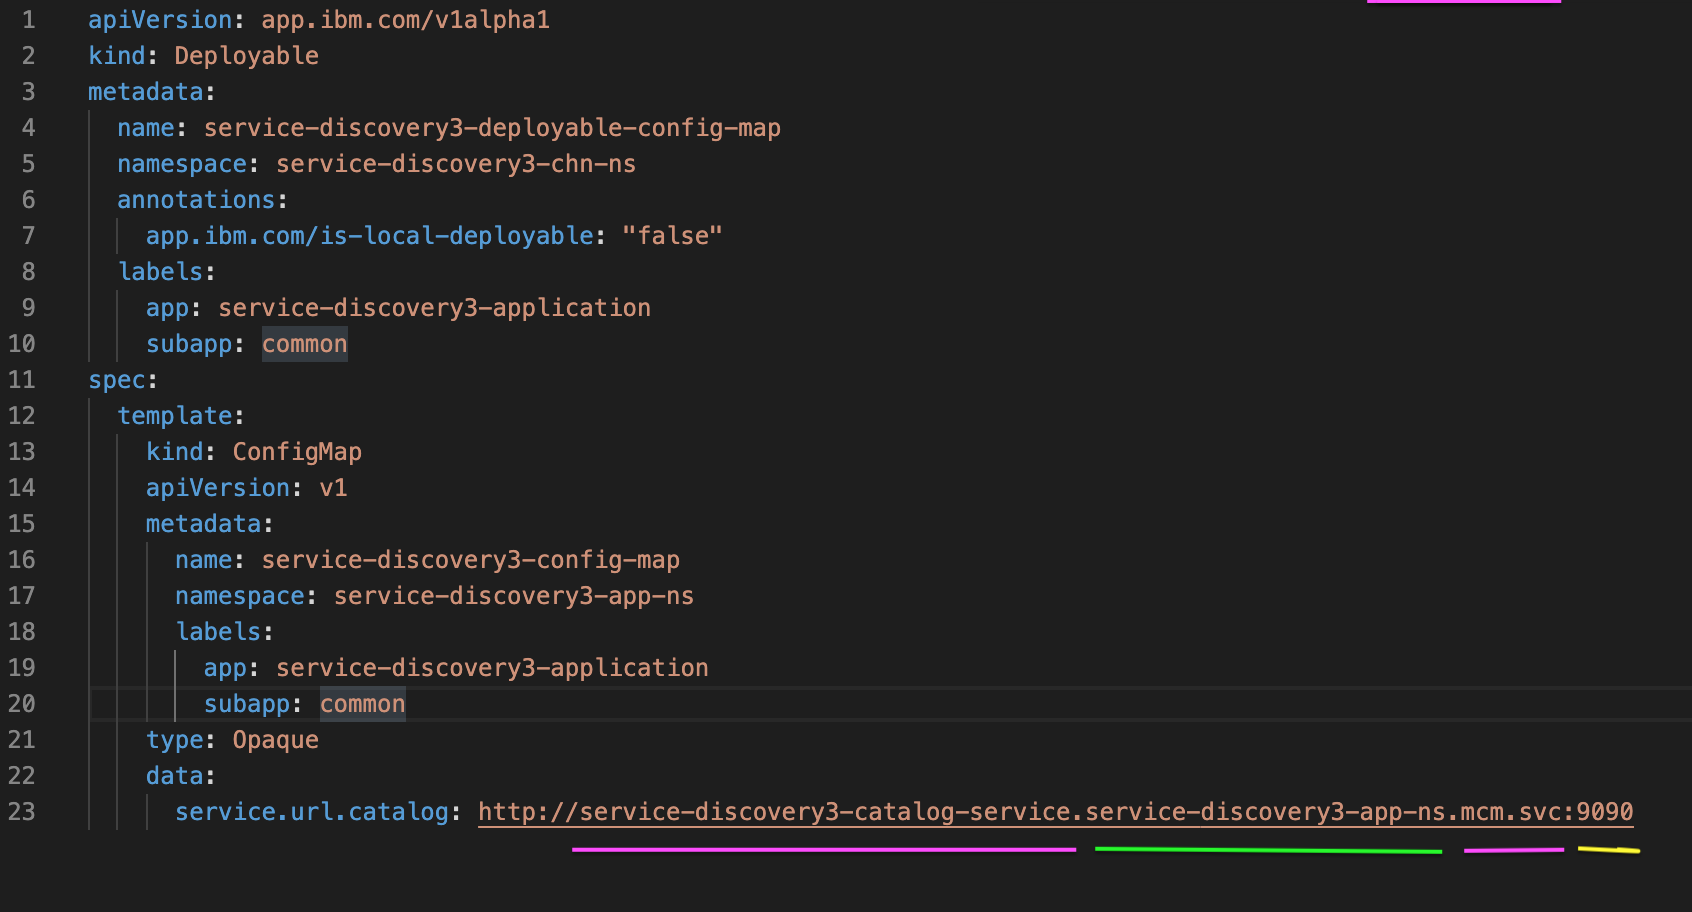 1 apiVersion: app.ibm.com/v1alpha1
2 kind: Deployable
3 metadata:
4 name: service-discovery3-deployable-config-map
5 namespace: service-discovery3-chn-ns
6 annotations:
7 app.ibm.com/is-local-deployable: "false"
8 labels:
9 app: service-discovery3-application
10 subapp: common
11 spec:
12 template:
13 kind: ConfigMap
14 apiVersion: v1
15 metadata:
16 name: service-discovery3-config-map
17 namespace: service-discovery3-app-ns
18 labels:
19 app: service-discovery3-application
20 subapp: common
21 type: Opaque
22 data:
23 service.url.catalog: http://service-discovery3-catalog-service.service-discovery3-app-ns.mcm.svc:9090